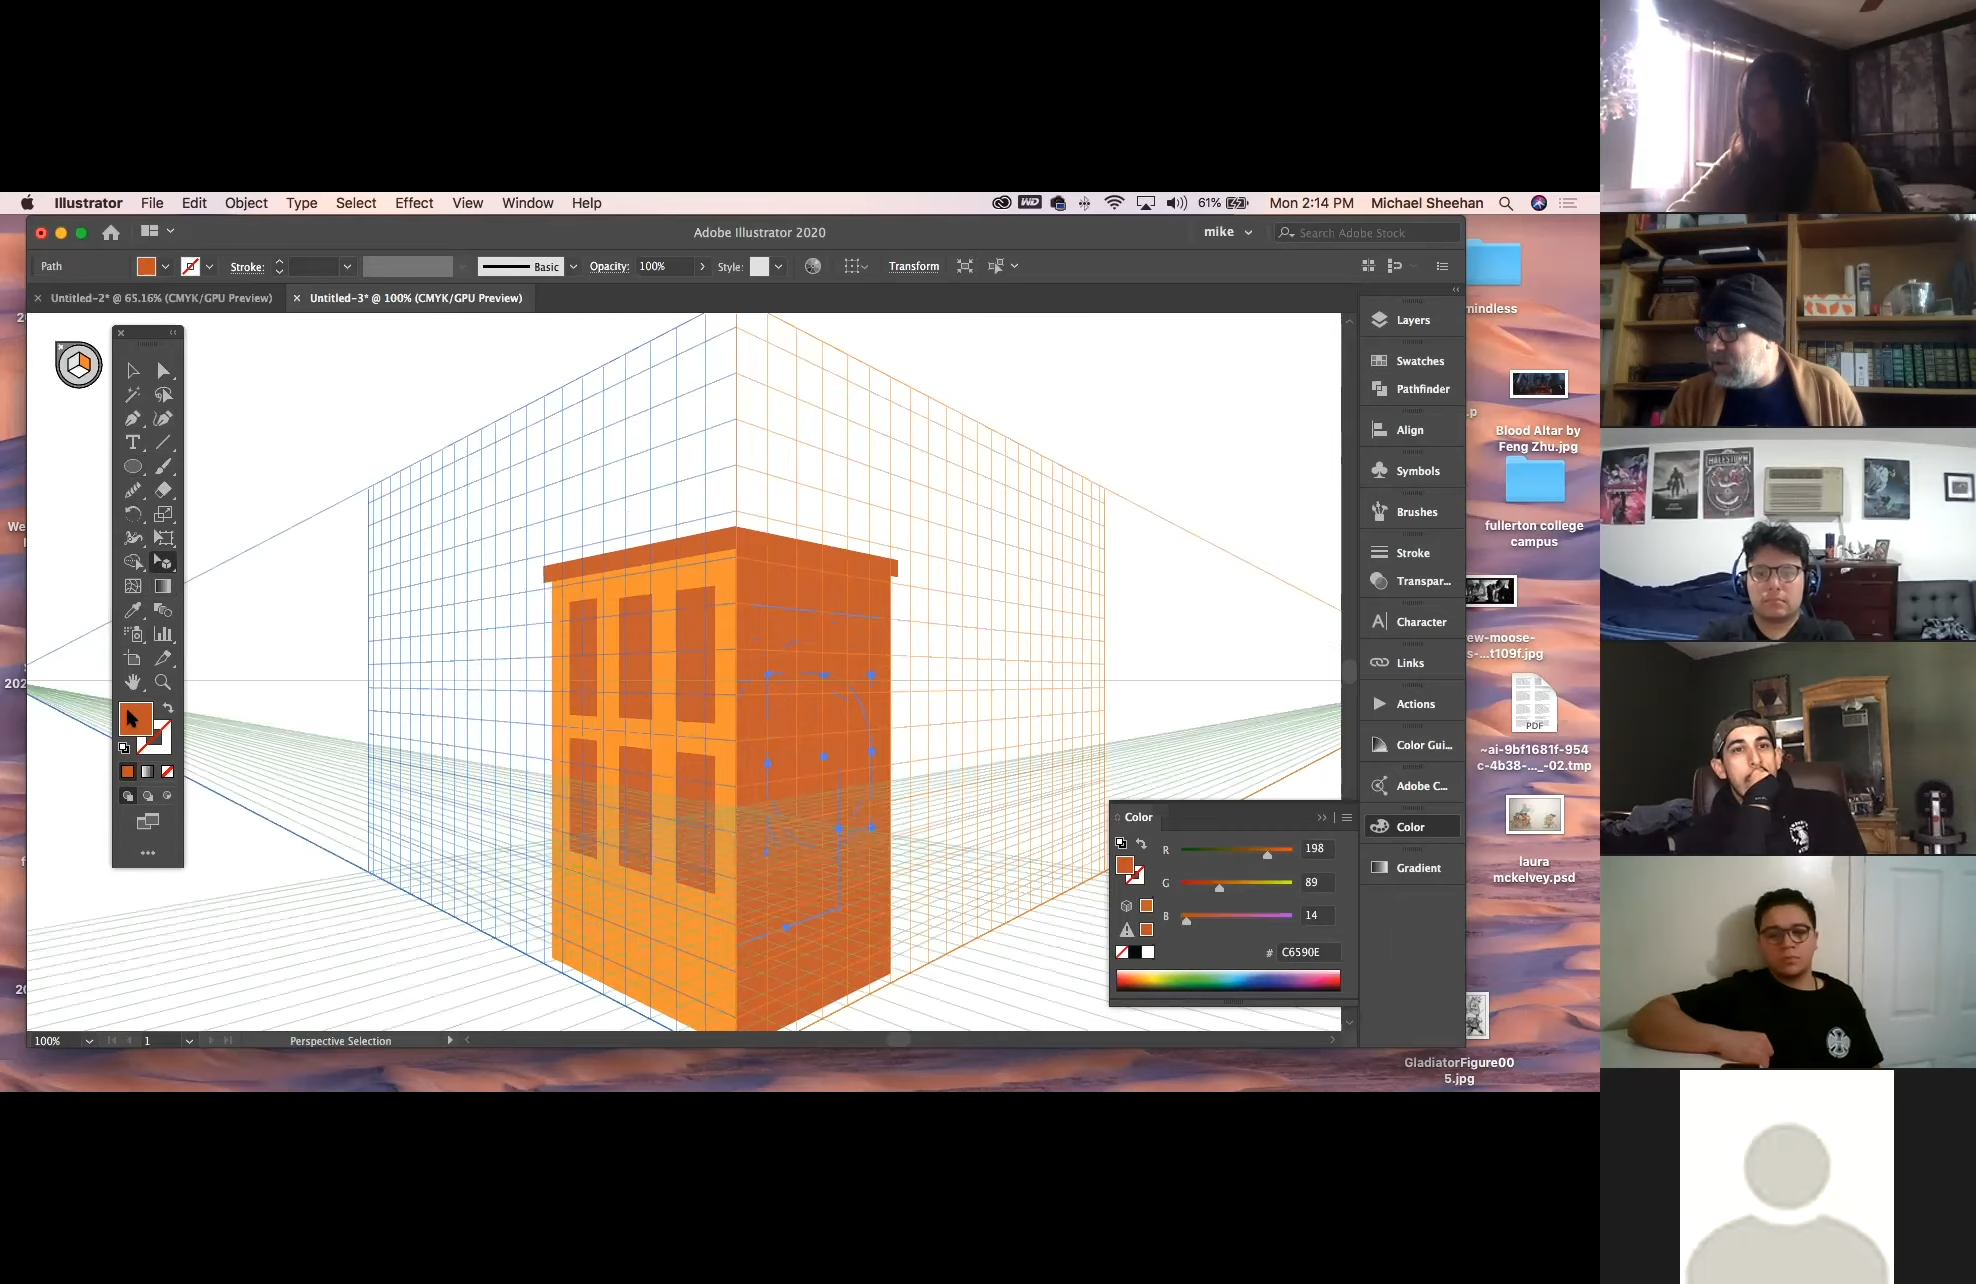 Illustrator File Edit Object Type Select Effect View Window Help
WD 61% Mon 2:14 PM Michael Sheehan
Adobe Illustrator 2020
mike
Search Adobe Stock
Path
Stroke:
Basic
Opacity: 100%
Style:
Transform
Untitled-2* @ 65.16% (CMYK/GPU Preview)
Untitled-3* @ 100% (CMYK/GPU Preview)
Layers
Swatches
Pathfinder
Align
Symbols
Brushes
Stroke
Transpar...
Character
Links
Actions
Color Gui...
Adobe C...
Color
Gradient
Color
R 198
G 89
B 14
# C6590E
100%
1
Perspective Selection
mindless
.p
Blood Altar by
Feng Zhu.jpg
fullerton college
campus
ew-moose-
s-...t109f.jpg
PDF
~ai-9bf1681f-954
c-4b38-..._-02.tmp
laura
mckelvey.psd
GladiatorFigure00
5.jpg
We
202
HALESTORM